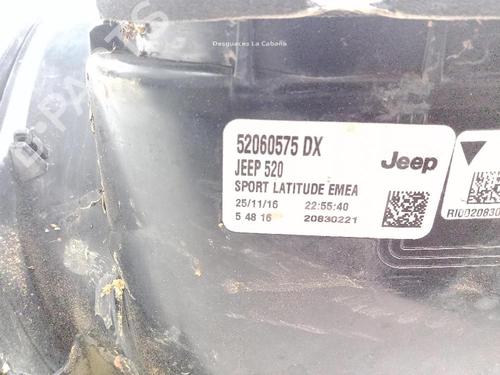 Desguaces La Cabaña
52060575 DX
JEEP 520
Jeep
SPORT LATITUDE EMEA
25/11/16 22:55:40
5 48 16 20830221